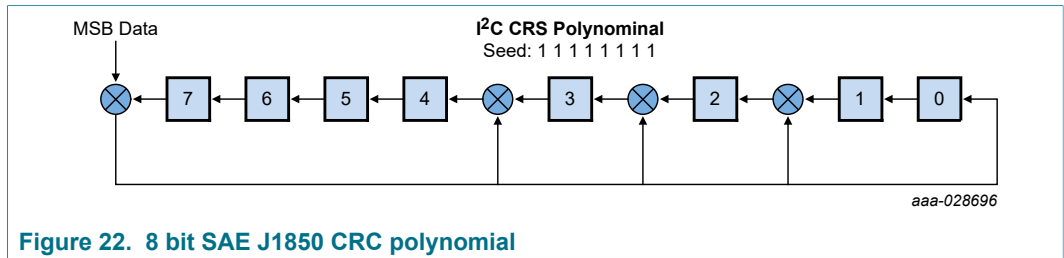 MSB Data
I²C CRS Polynominal
Seed: 1 1 1 1 1 1 1 1
7 6 5 4 3 2 1 0
aaa-028696
Figure 22. 8 bit SAE J1850 CRC polynomial